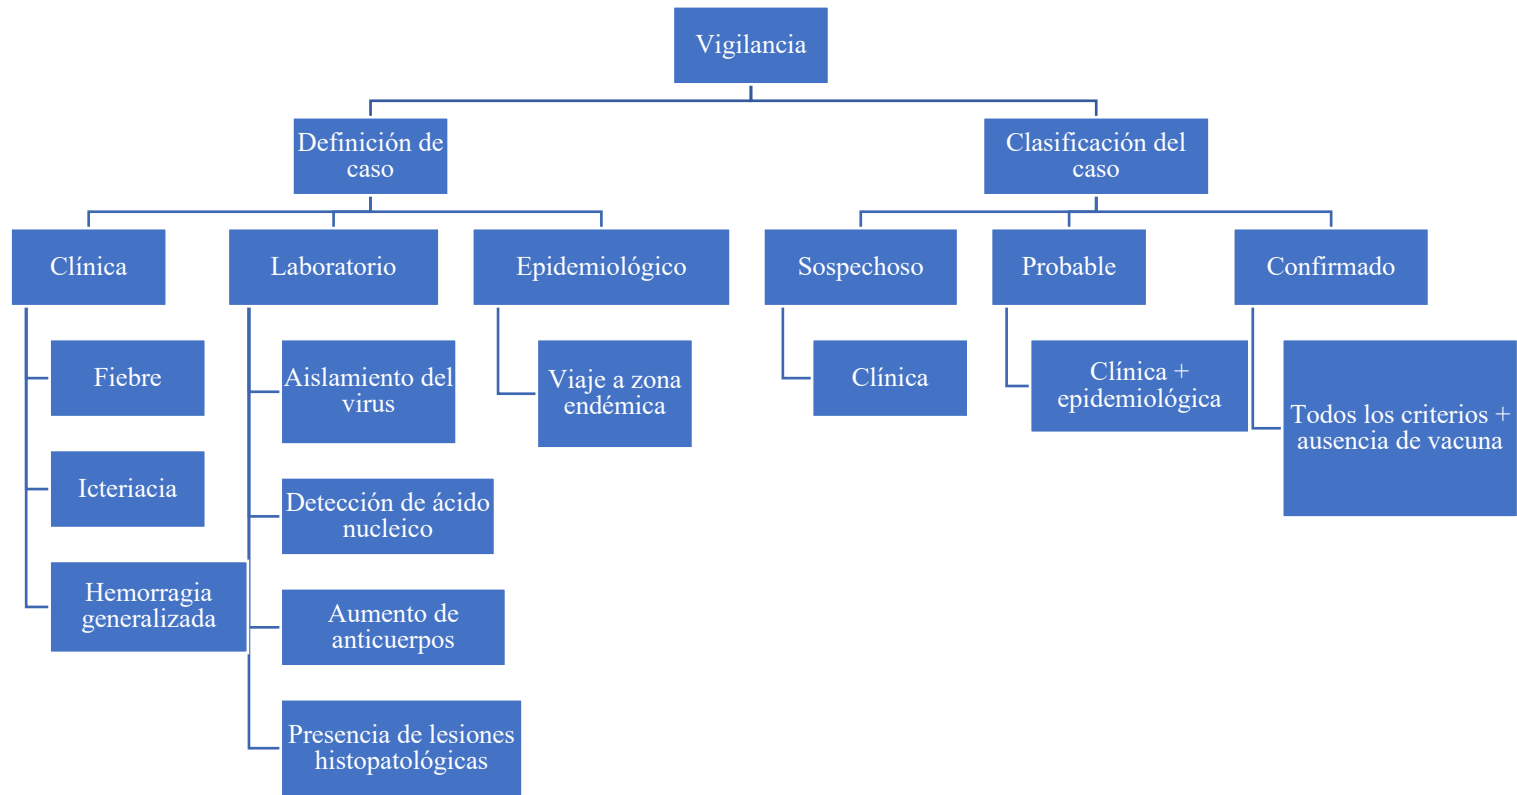 Vigilancia
Definición de
caso
Clasificación del
caso
Clínica
Laboratorio
Epidemiológico
Sospechoso
Probable
Confirmado
Fiebre
Icteriacia
Hemorragia
generalizada
Aislamiento del
virus
Detección de ácido
nucleico
Aumento de
anticuerpos
Presencia de lesiones
histopatológicas
Viaje a zona
endémica
Clínica
Clínica +
epidemiológica
Todos los criterios +
ausencia de vacuna